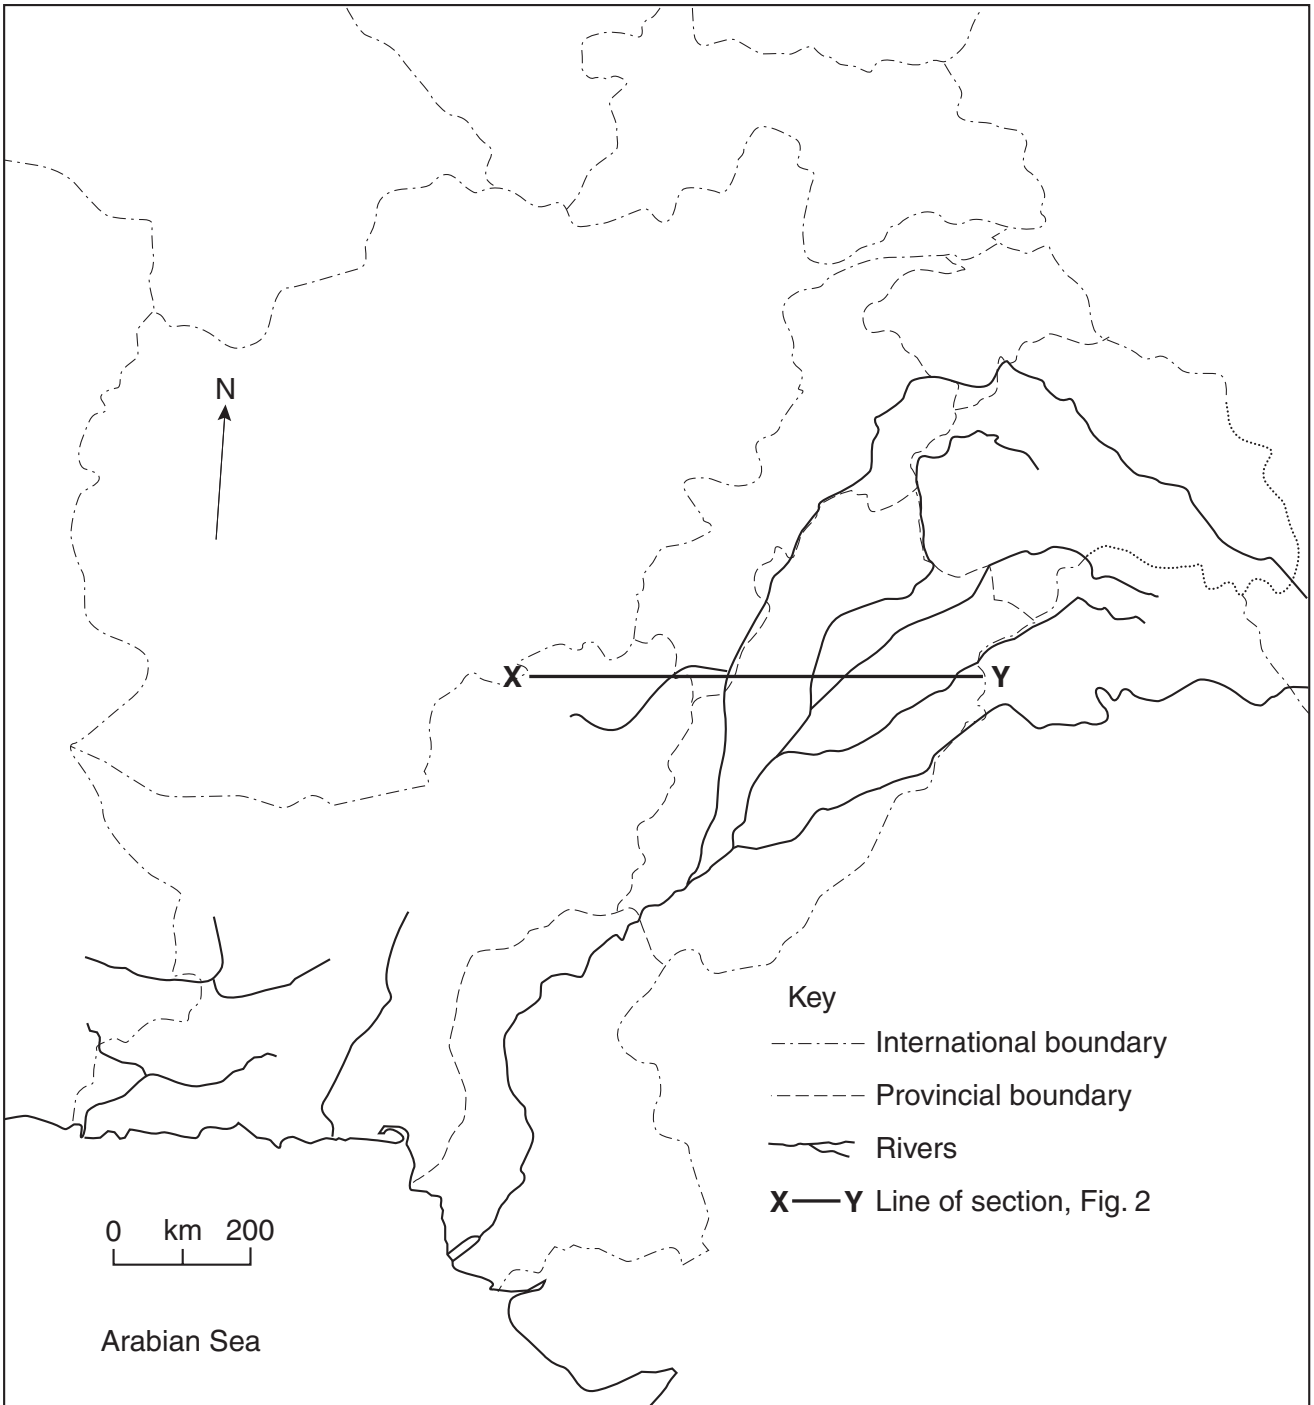 N
X Y
Key
International boundary
Provincial boundary
Rivers
X Y Line of section, Fig. 2
0 km 200
Arabian Sea